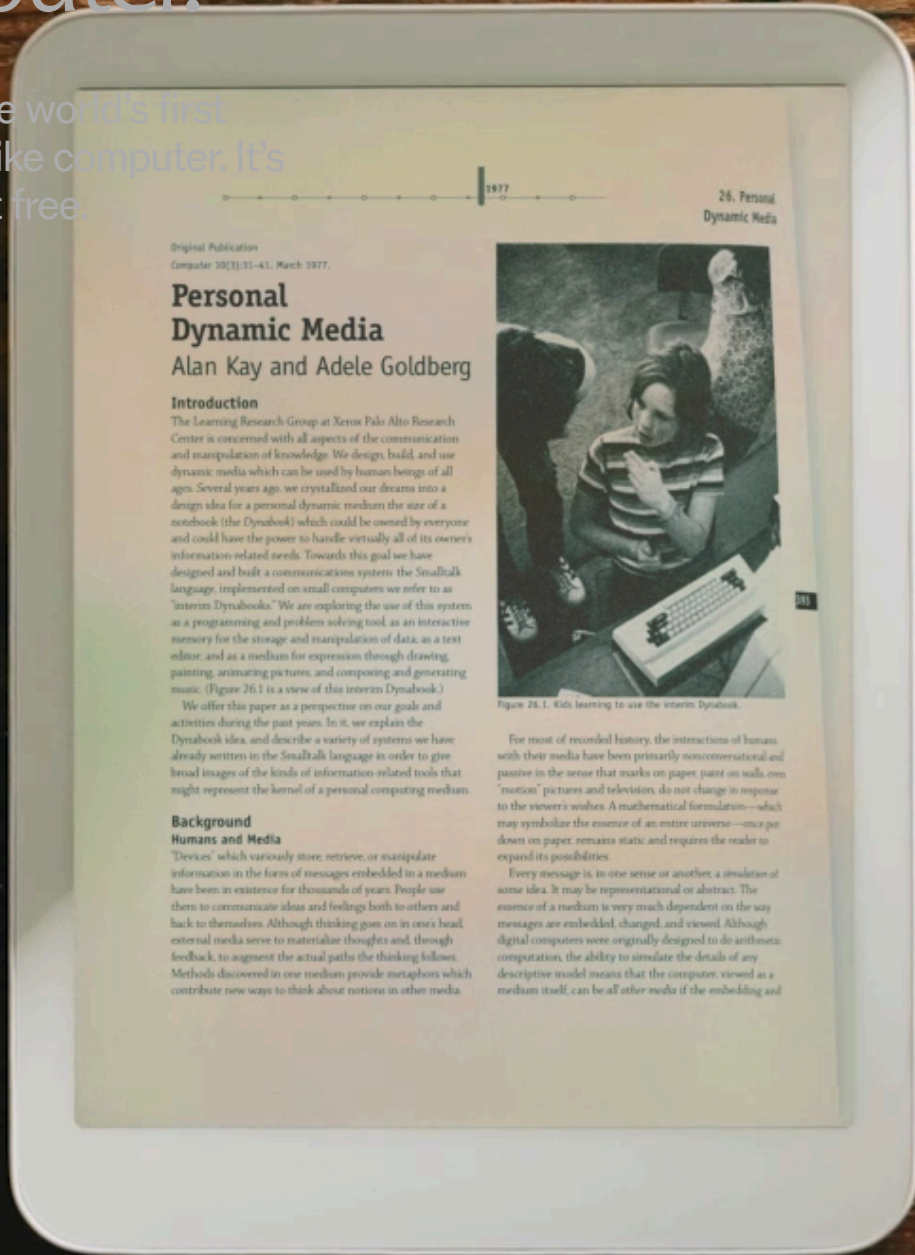 outer.
e world's first
ike computer. It's
t free.
1977
26. Personal
Dynamic Media
Original Publication
Computer 10(3):31–41. March 1977.
Personal
Dynamic Media
Alan Kay and Adele Goldberg
Introduction
The Learning Research Group at Xerox Palo Alto Research
Center is concerned with all aspects of the communication
and manipulation of knowledge. We design, build, and use
dynamic media which can be used by human beings of all
ages. Several years ago, we crystallized our dreams into a
design idea for a personal dynamic medium the size of a
notebook (the Dynabook) which could be owned by everyone
and could have the power to handle virtually all of its owner's
information-related needs. Towards this goal we have
designed and built a communications system: the Smalltalk
language, implemented on small computers we refer to as
"interim Dynabooks." We are exploring the use of this system
as a programming and problem solving tool; as an interactive
memory for the storage and manipulation of data; as a text
editor; and as a medium for expression through drawing,
painting, animating pictures, and composing and generating
music. (Figure 26.1 is a view of this interim Dynabook.)
We offer this paper as a perspective on our goals and
activities during the past years. In it, we explain the
Dynabook idea, and describe a variety of systems we have
already written in the Smalltalk language in order to give
broad images of the kinds of information-related tools that
might represent the kernel of a personal computing medium.
Background
Humans and Media
"Devices" which variously store, retrieve, or manipulate
information in the form of messages embedded in a medium
have been in existence for thousands of years. People use
them to communicate ideas and feelings both to others and
back to themselves. Although thinking goes on in one's head,
external media serve to materialize thoughts and, through
feedback, to augment the actual paths the thinking follows.
Methods discovered in one medium provide metaphors which
contribute new ways to think about notions in other media.
393
Figure 26.1. Kids learning to use the interim Dynabook.
For most of recorded history, the interactions of humans
with their media have been primarily nonconversational and
passive in the sense that marks on paper, paint on walls, even
"motion" pictures and television, do not change in response
to the viewer's wishes. A mathematical formulation—which
may symbolize the essence of an entire universe—once put
down on paper, remains static and requires the reader to
expand its possibilities.
Every message is, in one sense or another, a simulation of
some idea. It may be representational or abstract. The
essence of a medium is very much dependent on the way
messages are embedded, changed, and viewed. Although
digital computers were originally designed to do arithmetic
computation, the ability to simulate the details of any
descriptive model means that the computer, viewed as a
medium itself, can be all other media if the embedding and